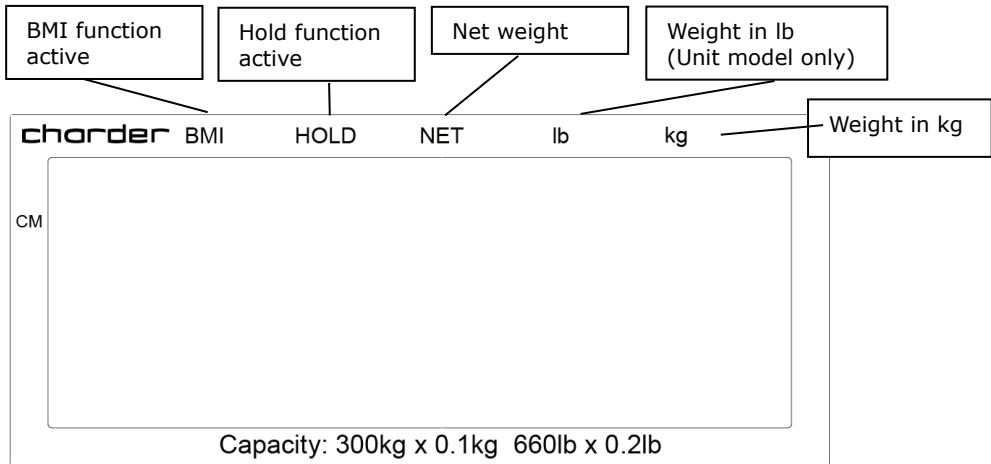 BMI function
active
Hold function
active
Net weight
Weight in lb
(Unit model only)
charder BMI HOLD NET lb kg
Weight in kg
CM
Capacity: 300kg x 0.1kg 660lb x 0.2lb